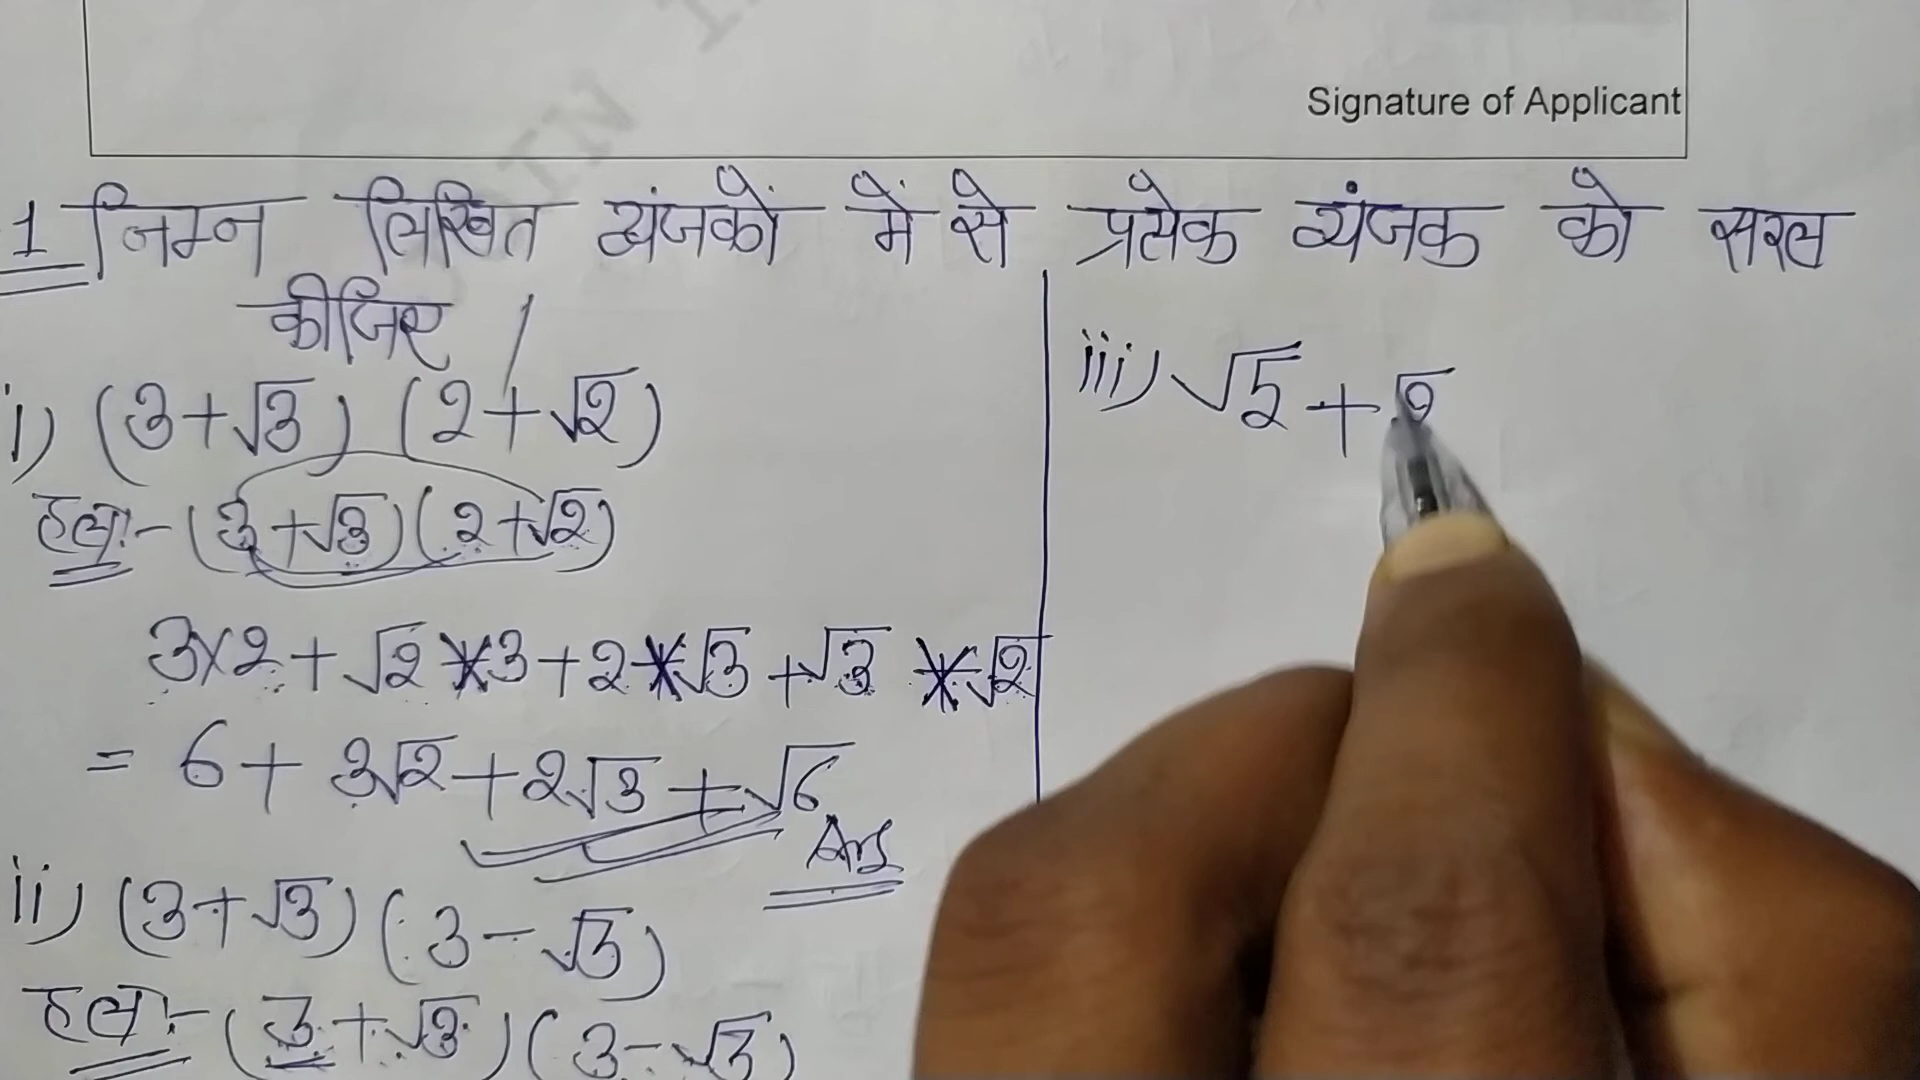 Signature of Applicant
1 निम्न लिखित व्यंजकों में से प्रत्येक व्यंजक को सरल
कीजिए /
i) (3+√3) (2+√2)
हल:- (3+√3)(2+√2)
3×2+√2*3+2*√3+√3*√2
= 6+3√2+2√3+√6
Ans
ii) (3+√3)(3-√3)
हल:- (3+√3)(3-√3)
iii) √5+√2